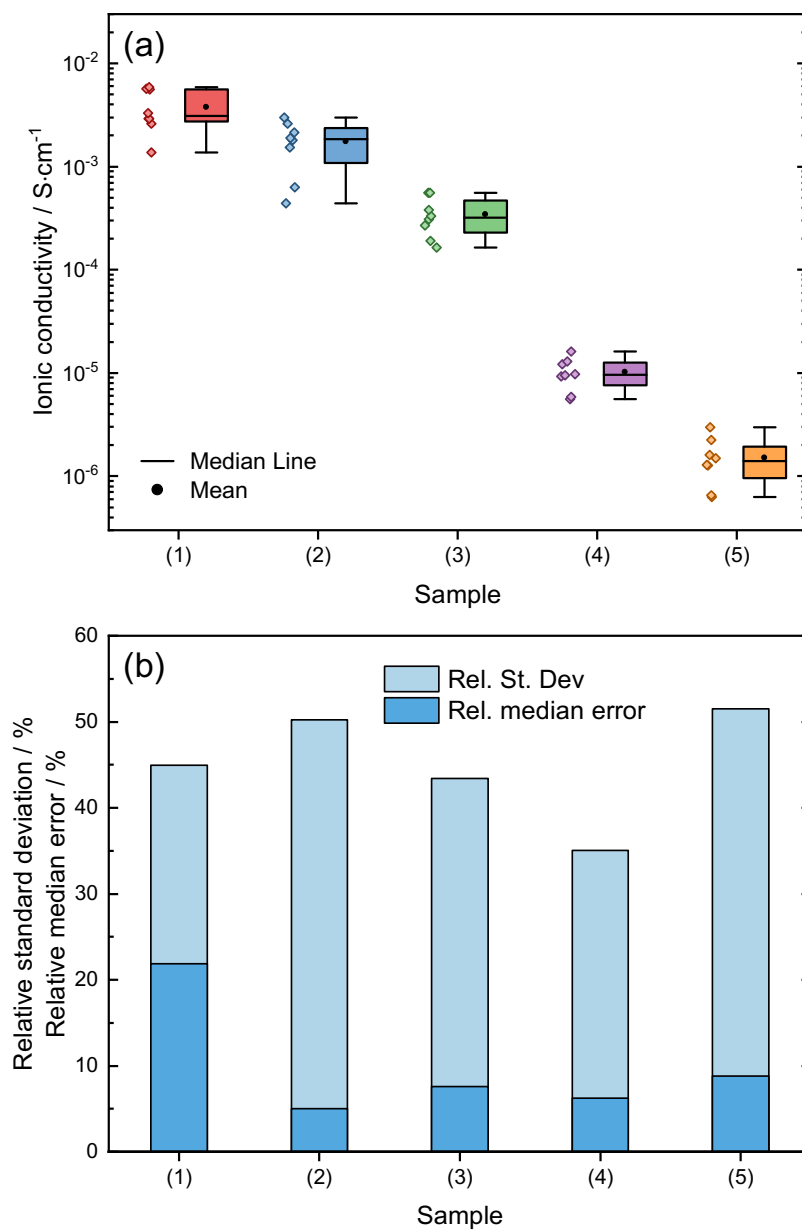 (a)
10⁻²
10⁻³
10⁻⁴
10⁻⁵
10⁻⁶
Ionic conductivity / S·cm⁻¹
Median Line
Mean
(1) (2) (3) (4) (5)
Sample
(b)
60
50
40
30
20
10
0
Relative standard deviation / %
Relative median error / %
Rel. St. Dev
Rel. median error
(1) (2) (3) (4) (5)
Sample